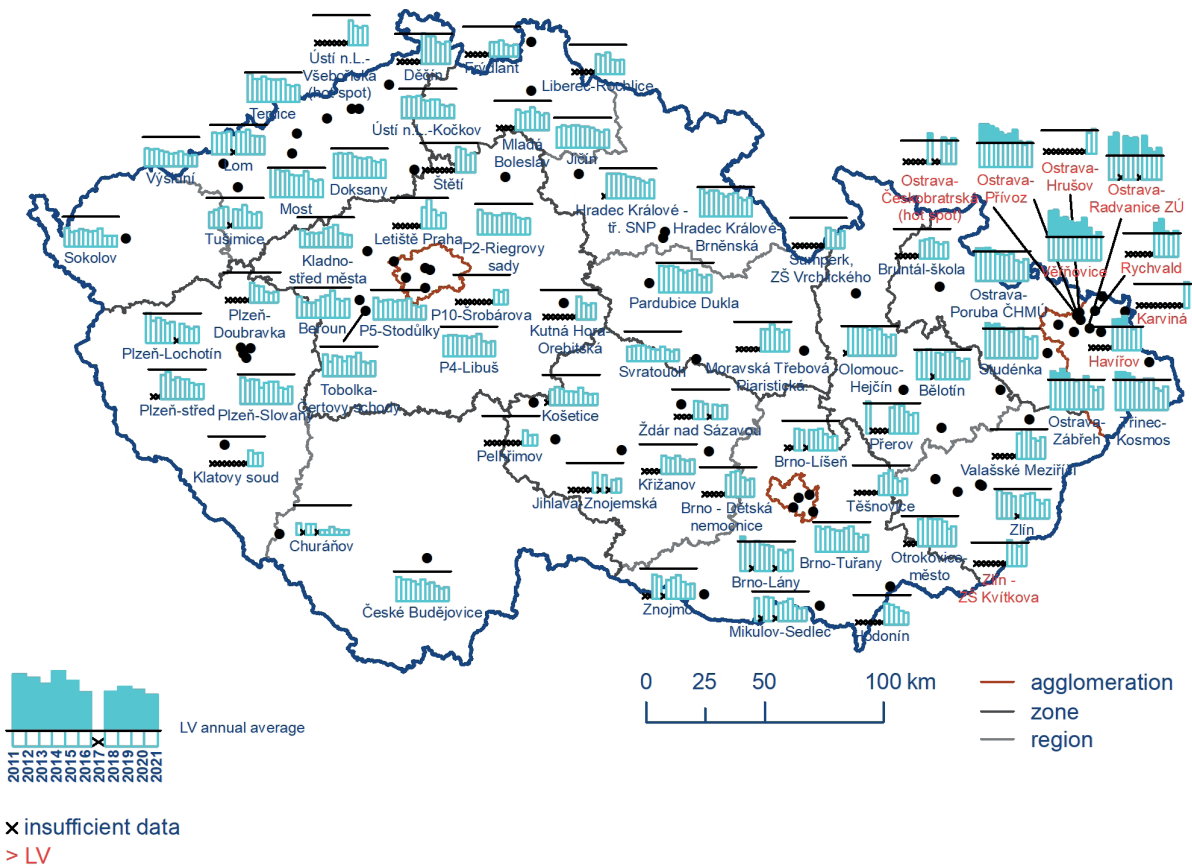 Ústí n.L.-
Všebořická
(hot spot)
Děčín
Frýdlant
Liberec-Rochlice
Teplice
Ústí n.L.-Kočkov
Mladá
Boleslav
Jičín
Výsluní
Lom
Most
Doksany
Štětí
Hradec Králové -
tř. SNP
Hradec Králové-
Brněnská
Sokolov
Tušimice
Kladno-
střed města
Letiště Praha
P2-Riegrovy
sady
Šumperk,
ZŠ Vrchlického
Ostrava-
Českobratrská
(hot spot)
Ostrava-
Přívoz
Ostrava-
Hrušov
Ostrava-
Radvanice ZÚ
Věřňovice
Rychvald
Karviná
Havířov
Bruntál-škola
Ostrava-
Poruba ČHMÚ
Studénka
Plzeň-
Doubravka
Beroun
P5-Stodůlky
P10-Šrobárova
P4-Libuš
Kutná Hora-
Orebitská
Pardubice Dukla
Svratouch
Moravská Třebová
Piaristická.
Olomouc-
Hejčín
Bělotín
Plzeň-Lochotín
Plzeň-střed
Plzeň-Slovany
Tobolka-
Čertovy schody
Košetice
Žďár nad Sázavou
Přerov
Ostrava-
Zábřeh
Třinec-
Kosmos
Klatovy soud
Pelhřimov
Jihlava-Znojemská
Křižanov
Brno-Líšeň
Brno - Dětská
nemocnice
Těšnovice
Valašské Meziříčí
Zlín
Churáňov
České Budějovice
Brno-Tuřany
Brno-Lány
Otrokovice-
město
Zlín -
ZŠ Kvítkova
Znojmo
Mikulov-Sedlec
Hodonín
LV annual average
2011
2012
2013
2014
2015
2016
2017
2018
2019
2020
2021
0 25 50 100 km
agglomeration
zone
region
insufficient data
> LV